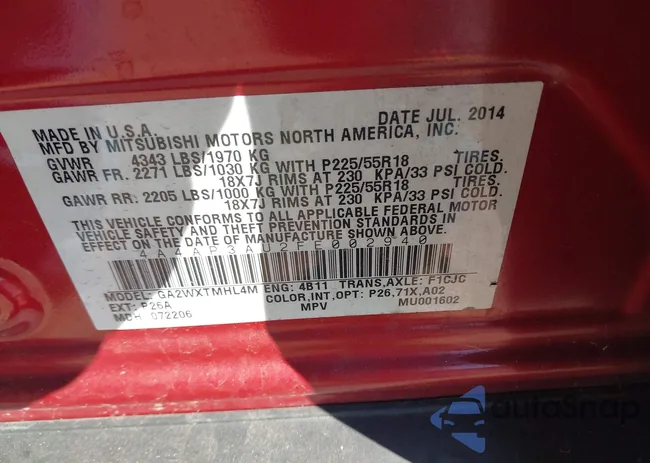 DATE JUL. 2014
MADE IN U.S.A.
MFD BY MITSUBISHI MOTORS NORTH AMERICA, INC.
GVWR 4343 LBS/1970 KG
GAWR FR. 2271 LBS/1030 KG WITH P225/55R18 TIRES.
18X7J RIMS AT 230 KPA/33 PSI COLD.
GAWR RR. 2205 LBS/1000 KG WITH P225/55R18 TIRES.
18X7J RIMS AT 230 KPA/33 PSI COLD.
THIS VEHICLE CONFORMS TO ALL APPLICABLE FEDERAL MOTOR
VEHICLE SAFETY AND THEFT PREVENTION STANDARDS IN
EFFECT ON THE DATE OF MANUFACTURE SHOWN ABOVE.
4A4AP3AU2FE002940
MODEL: GA2WXTMHL4M ENG: 4B11 TRANS,AXLE: F1CJC
EXT: P26A COLOR,INT,OPT: P26,71X,A02
MCH 072206 MPV MU001602
AutoSnap